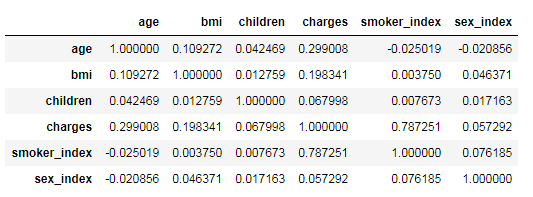 age bmi children charges smoker_index sex_index
age 1.000000 0.109272 0.042469 0.299008 -0.025019 -0.020856
bmi 0.109272 1.000000 0.012759 0.198341 0.003750 0.046371
children 0.042469 0.012759 1.000000 0.067998 0.007673 0.017163
charges 0.299008 0.198341 0.067998 1.000000 0.787251 0.057292
smoker_index -0.025019 0.003750 0.007673 0.787251 1.000000 0.076185
sex_index -0.020856 0.046371 0.017163 0.057292 0.076185 1.000000